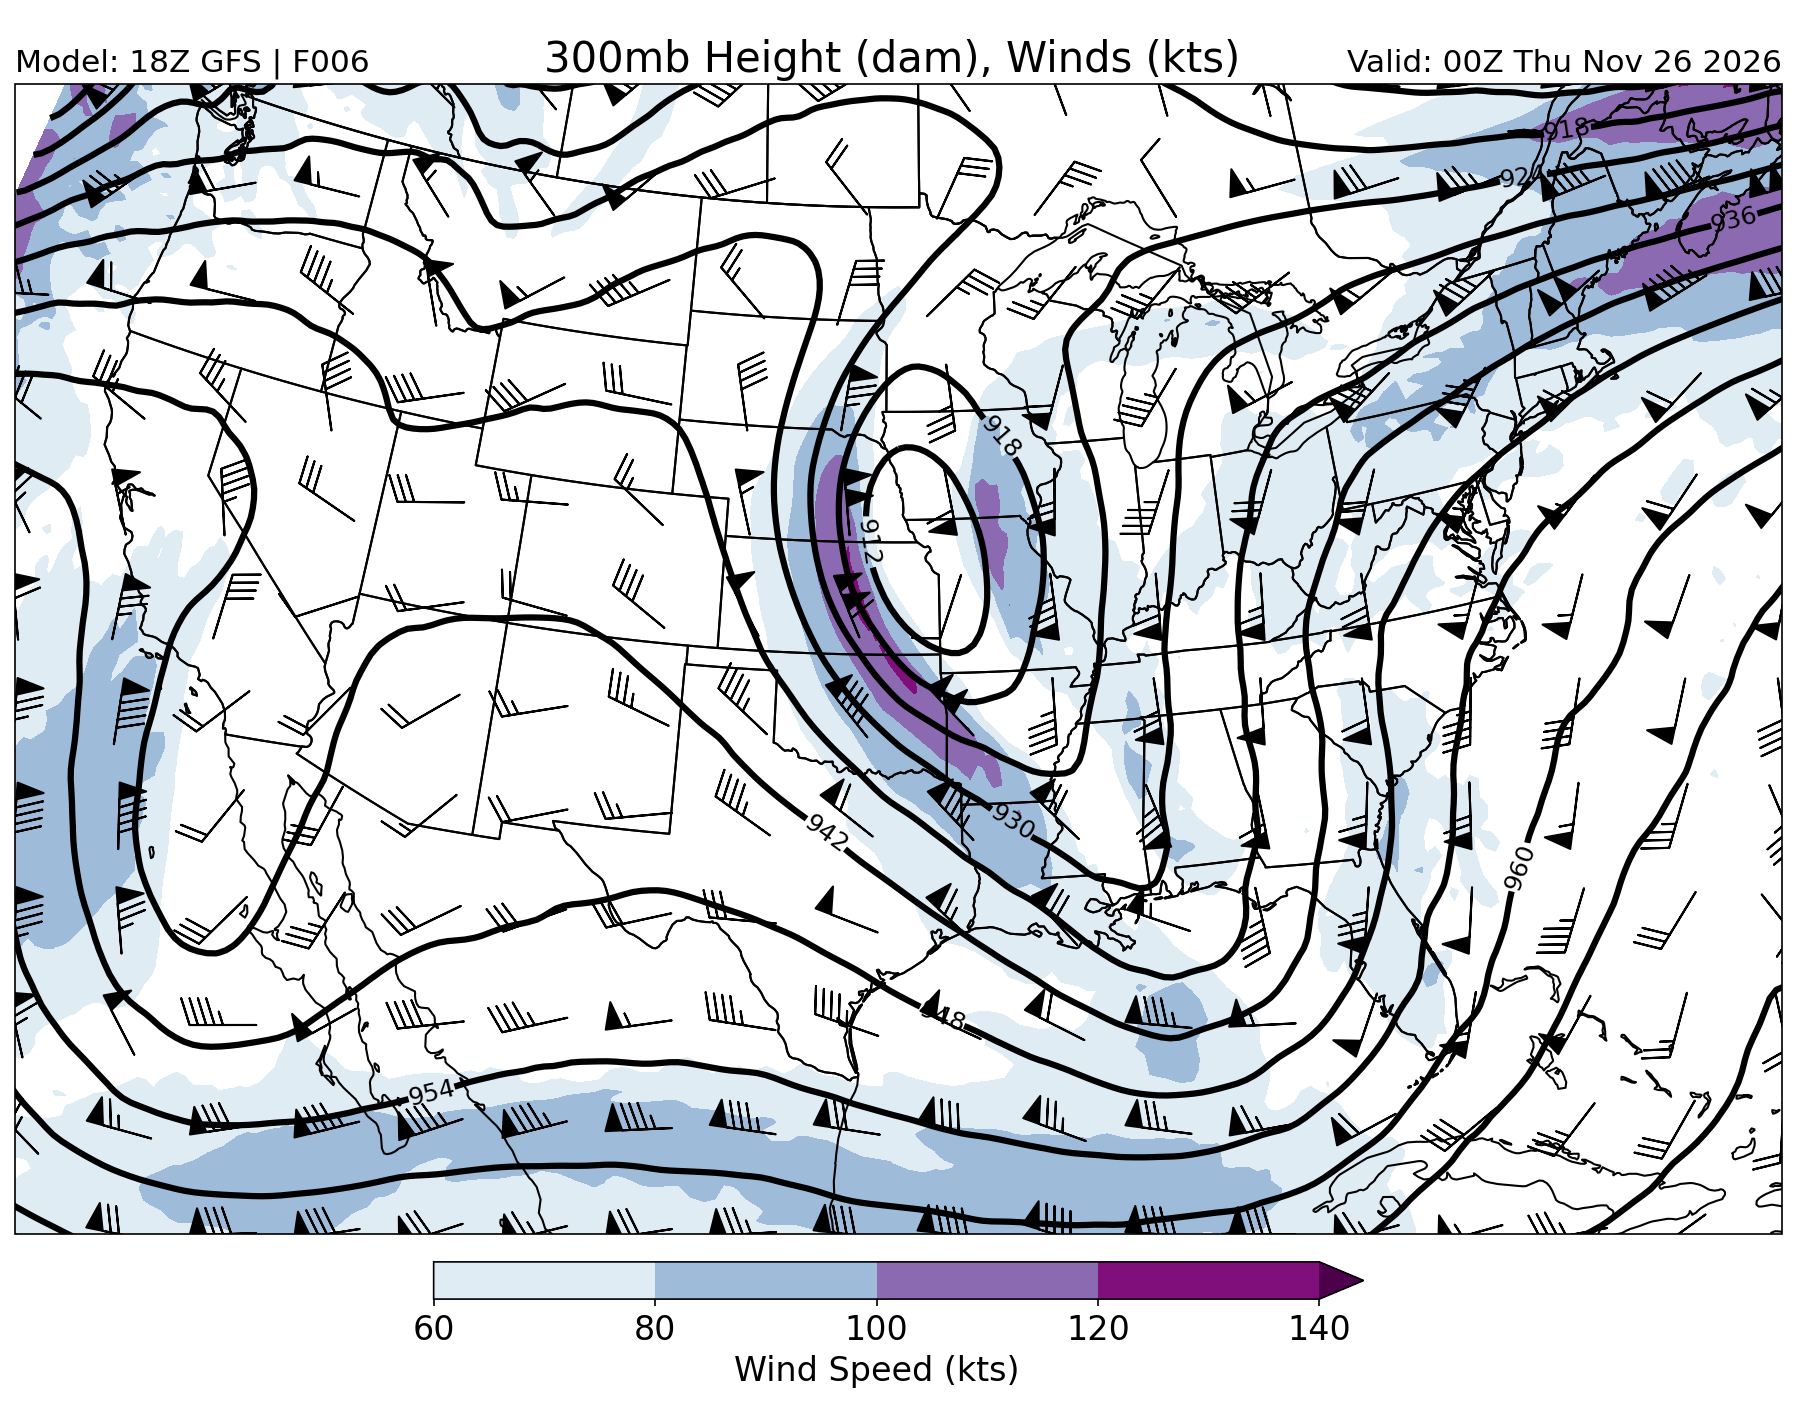 Model: 18Z GFS | F006
300mb Height (dam), Winds (kts)
Valid: 00Z Thu Nov 26 2026
918
924
936
918
912
930
942
960
948
954
60 80 100 120 140
Wind Speed (kts)